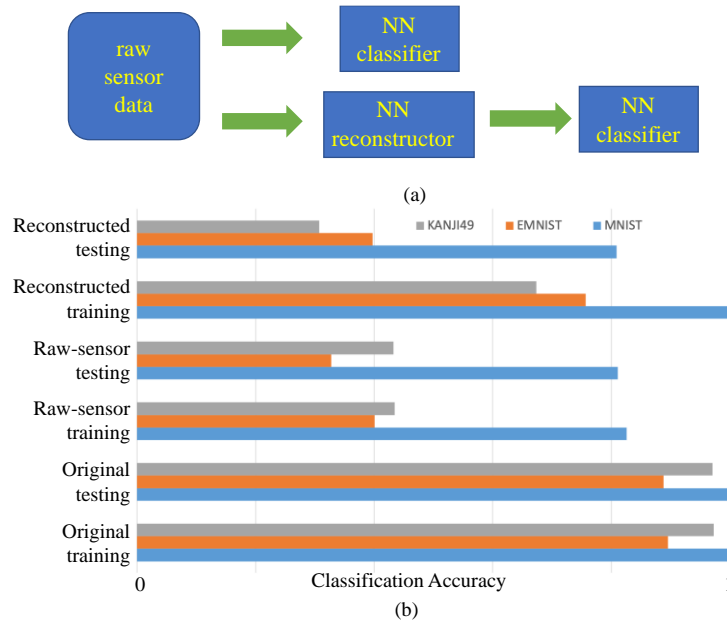 raw
sensor
data
NN
classifier
NN
reconstructor
NN
classifier
(a)
KANJI49
EMNIST
MNIST
Reconstructed
testing
Reconstructed
training
Raw-sensor
testing
Raw-sensor
training
Original
testing
Original
training
0
Classification Accuracy
(b)